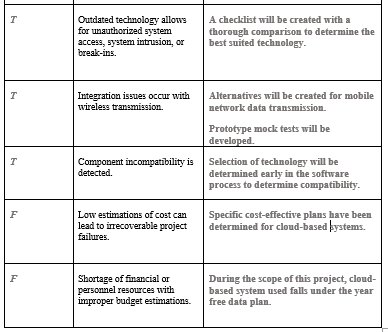 T
Outdated technology allows
for unauthorized system
access, system intrusion, or
break-ins.
A checklist will be created with a
thorough comparison to determine the
best suited technology.
T
Integration issues occur with
wireless transmission.
Alternatives will be created for mobile
network data transmission.
Prototype mock tests will be
developed.
T
Component incompatibility is
detected.
Selection of technology will be
determined early in the software
process to determine compatibility.
F
Low estimations of cost can
lead to irrecoverable project
failures.
Specific cost-effective plans have been
determined for cloud-based systems.
F
Shortage of financial or
personnel resources with
improper budget estimations.
During the scope of this project, cloud-
based system used falls under the year
free data plan.